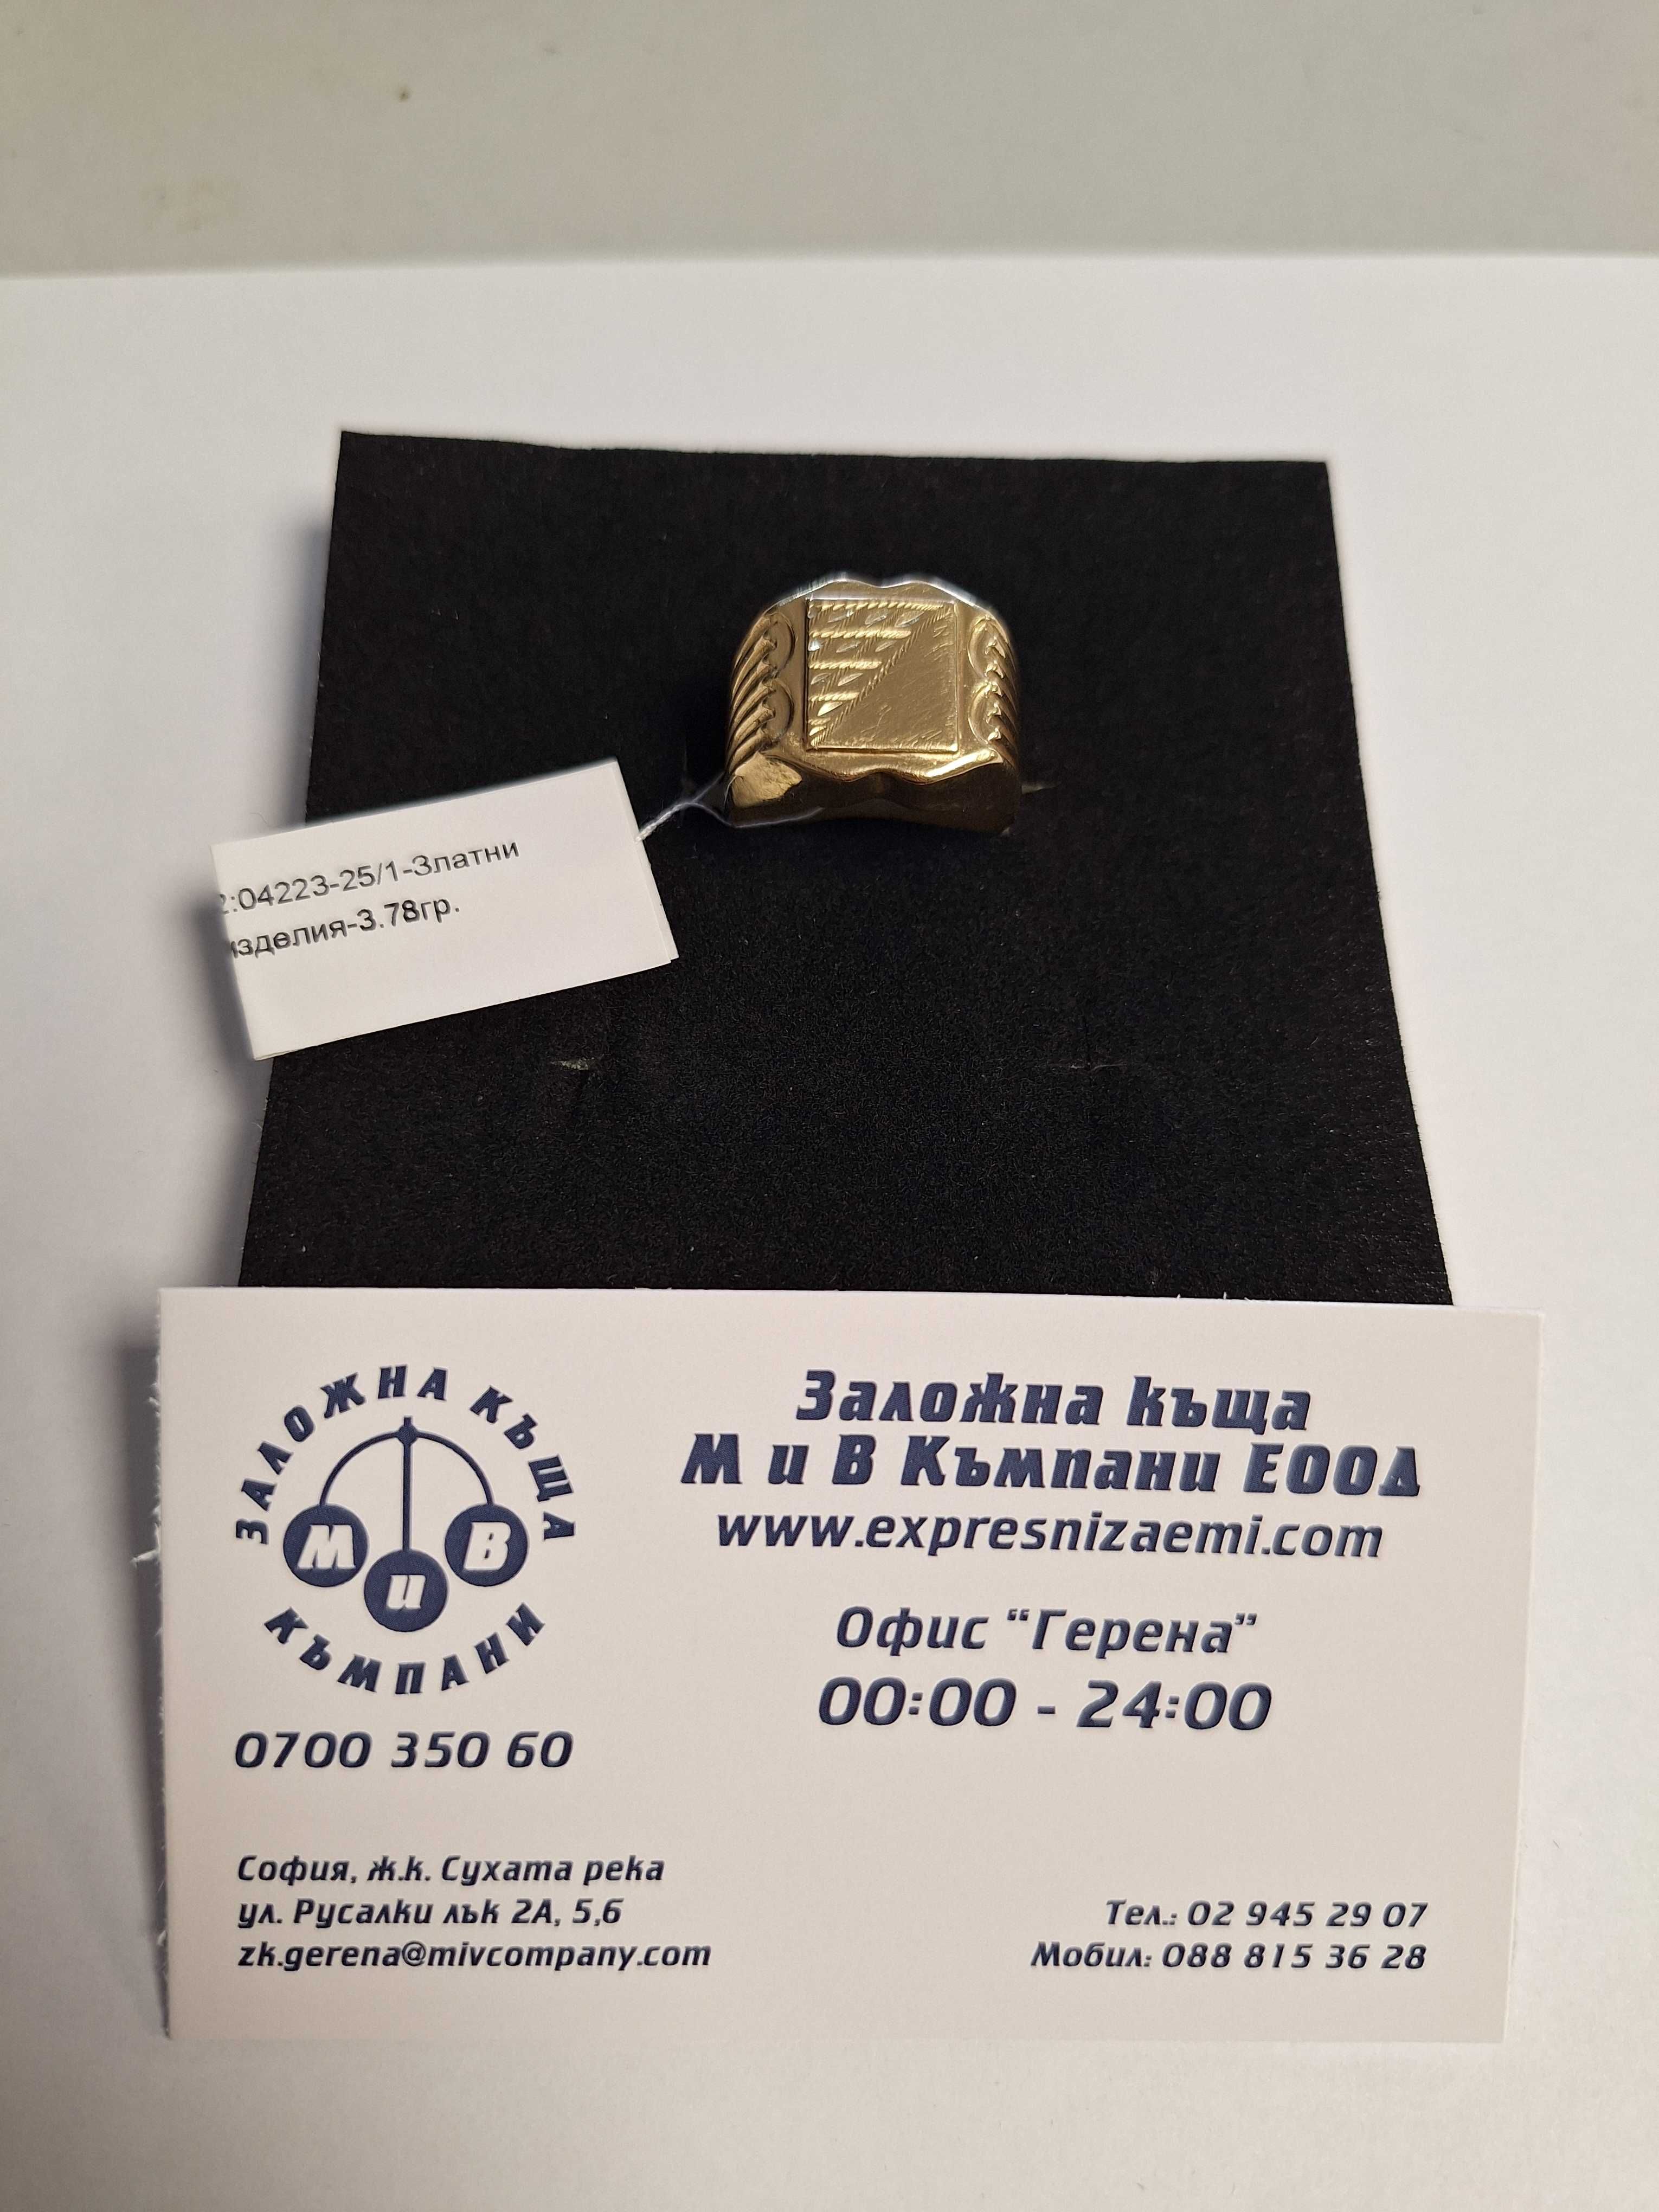 2:04223-25/1-Златни
изделия-3.78гр.
ЗАЛОЖНА КЪЩА
М и В
КЪМПАНИ
0700 350 60
Заложна къща
М и В Къмпани ЕООД
www.expresnizaemi.com
Офис “Герена”
00:00 - 24:00
София, ж.к. Сухата река
ул. Русалки лък 2А, 5,6
zk.gerena@mivcompany.com
Тел.: 02 945 29 07
Мобил: 088 815 36 28